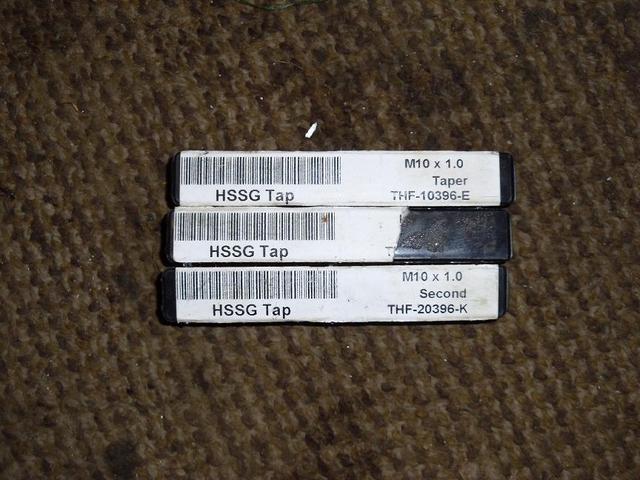 M10 x 1.0
Taper
HSSG Tap THF-10396-E
HSSG Tap
M10 x 1.0
Second
HSSG Tap THF-20396-K